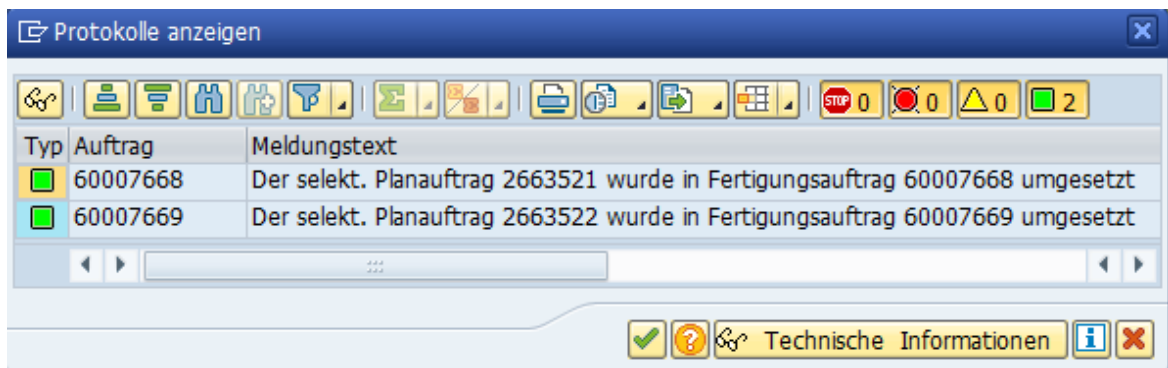 Protokolle anzeigen
STOP 0 0 0 2
Typ Auftrag Meldungstext
60007668 Der selekt. Planauftrag 2663521 wurde in Fertigungsauftrag 60007668 umgesetzt
60007669 Der selekt. Planauftrag 2663522 wurde in Fertigungsauftrag 60007669 umgesetzt
Technische Informationen